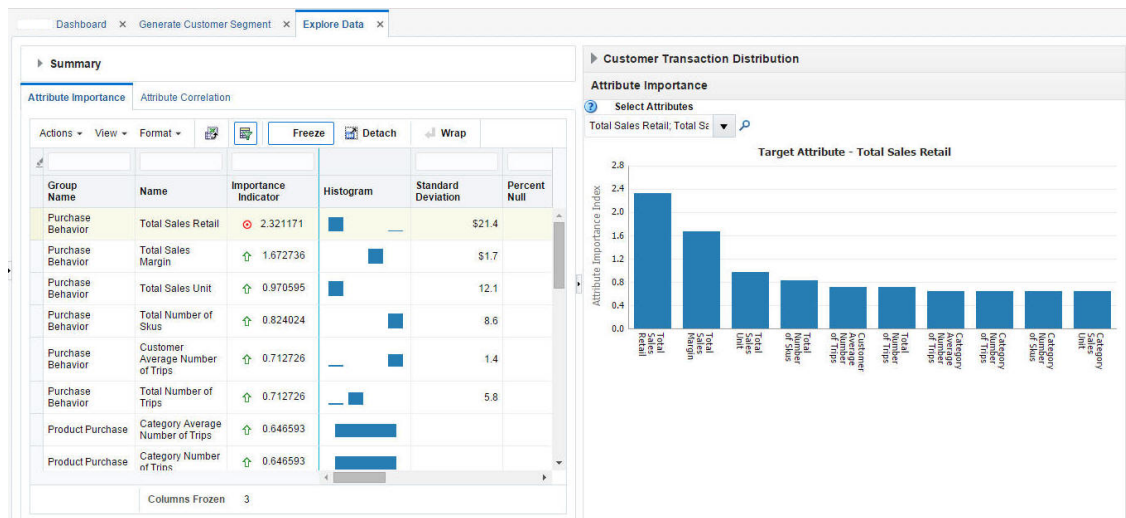 Dashboard × Generate Customer Segment × Explore Data ×
Summary
Attribute Importance Attribute Correlation
Actions View Format Freeze Detach Wrap
Group Name Name Importance Indicator Histogram Standard Deviation Percent Null
Purchase Behavior Total Sales Retail 2.321171 $21.4
Purchase Behavior Total Sales Margin 1.672736 $1.7
Purchase Behavior Total Sales Unit 0.970595 12.1
Purchase Behavior Total Number of Skus 0.824024 8.6
Purchase Behavior Customer Average Number of Trips 0.712726 1.4
Purchase Behavior Total Number of Trips 0.712726 5.8
Product Purchase Category Average Number of Trips 0.646593
Product Purchase Category Number of Trips 0.646593
Columns Frozen 3
Customer Transaction Distribution
Attribute Importance
? Select Attributes
Total Sales Retail; Total Sa
Target Attribute - Total Sales Retail
Attribute Importance Index
2.8
2.4
2.0
1.6
1.2
0.8
0.4
0.0
Total Sales Retail
Total Sales Margin
Total Sales Unit
Total Number of Skus
Customer Average Number of Trips
Total Number of Trips
Category Average Number of Trips
Category Number of Trips
Category Number of Skus
Category Sales Unit